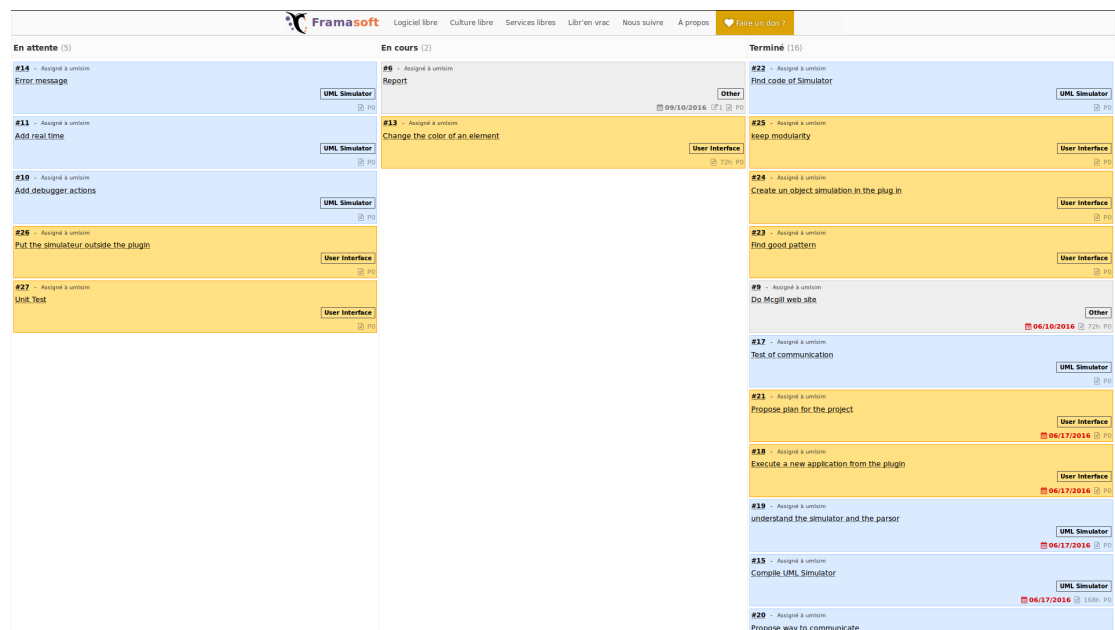 Framasoft Logiciel libre Culture libre Services libres Libr'en vrac Nous suivre À propos Faire un don ?
En attente (5)
#14 - Assigné à umlsim
Error message
UML Simulator
P0
#11 - Assigné à umlsim
Add real time
UML Simulator
P0
#10 - Assigné à umlsim
Add debugger actions
UML Simulator
P0
#26 - Assigné à umlsim
Put the simulateur outside the plugin
User Interface
P0
#27 - Assigné à umlsim
Unit Test
User Interface
P0
En cours (2)
#6 - Assigné à umlsim
Report
Other
09/10/2016 1 P0
#13 - Assigné à umlsim
Change the color of an element
User Interface
72h P0
Terminé (16)
#22 - Assigné à umlsim
Find code of Simulator
UML Simulator
P0
#25 - Assigné à umlsim
keep modularity
User Interface
P0
#24 - Assigné à umlsim
Create un object simulation in the plug in
User Interface
P0
#23 - Assigné à umlsim
Find good pattern
User Interface
P0
#9 - Assigné à umlsim
Do Mcgill web site
Other
06/10/2016 72h P0
#17 - Assigné à umlsim
Test of communication
UML Simulator
P0
#21 - Assigné à umlsim
Propose plan for the project
User Interface
06/17/2016 P0
#18 - Assigné à umlsim
Execute a new application from the plugin
User Interface
06/17/2016 P0
#19 - Assigné à umlsim
understand the simulator and the parsor
UML Simulator
06/17/2016 P0
#15 - Assigné à umlsim
Compile UML Simulator
UML Simulator
06/17/2016 168h P0
#20 - Assigné à umlsim
Propose way to communicate